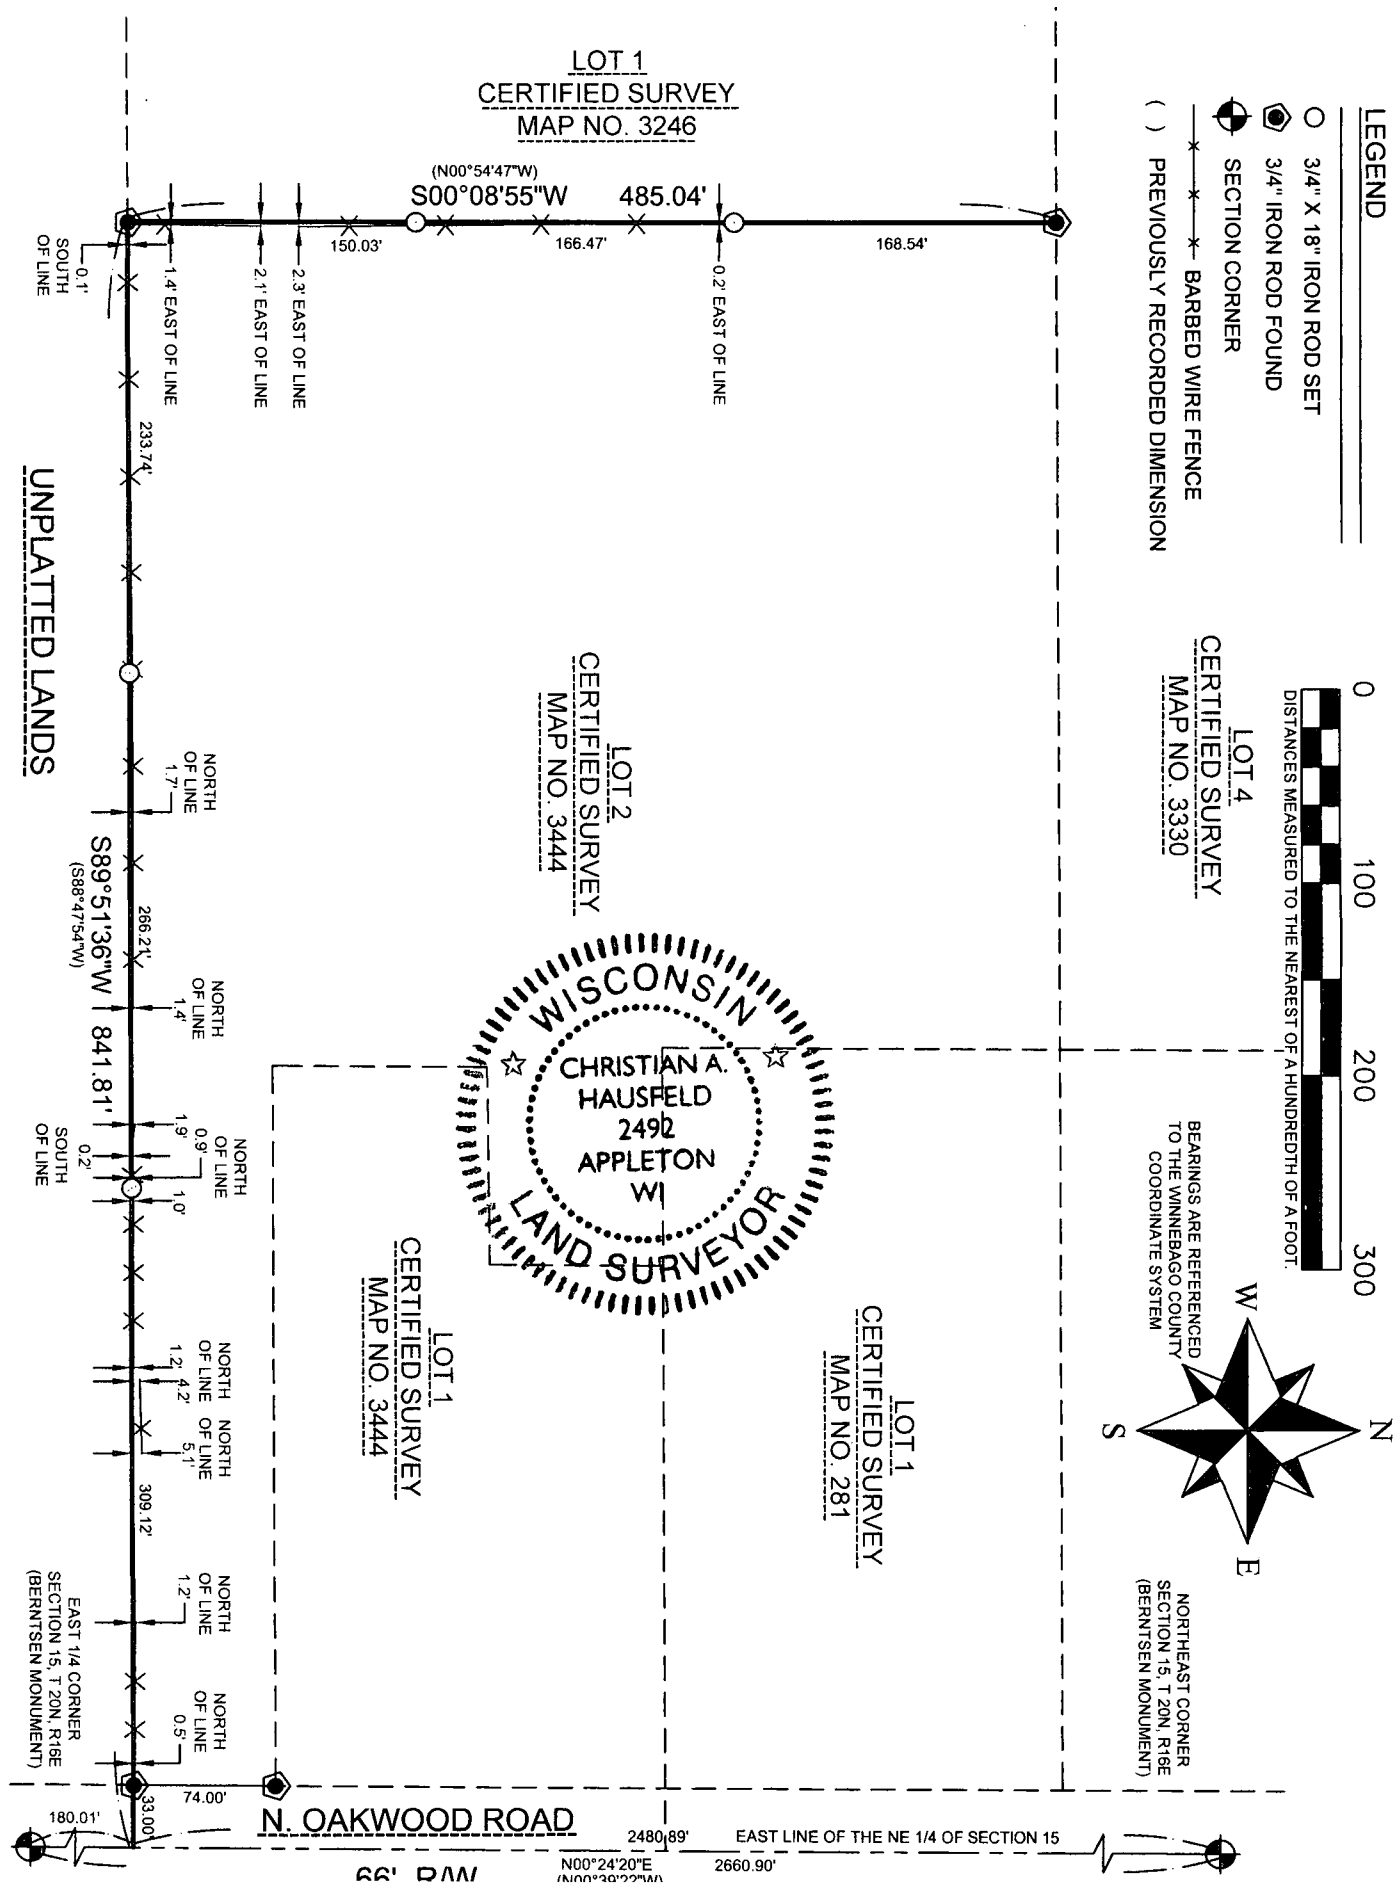 LEGEND
3/4" X 18" IRON ROD SET
3/4" IRON ROD FOUND
SECTION CORNER
BARBED WIRE FENCE
( ) PREVIOUSLY RECORDED DIMENSION
0 100 200 300
DISTANCES MEASURED TO THE NEAREST OF A HUNDREDTH OF A FOOT.
BEARINGS ARE REFERENCED
TO THE WINNEBAGO COUNTY
COORDINATE SYSTEM
N
W
E
S
NORTHEAST CORNER
SECTION 15, T 20N, R16E
(BERNTSEN MONUMENT)
LOT 4
CERTIFIED SURVEY
MAP NO. 3330
LOT 1
CERTIFIED SURVEY
MAP NO. 3246
(N00°54'47"W)
S00°08'55"W 485.04'
150.03'
166.47'
168.54'
0.2' EAST OF LINE
2.3' EAST OF LINE
2.1' EAST OF LINE
1.4' EAST OF LINE
0.1'
SOUTH
OF LINE
LOT 2
CERTIFIED SURVEY
MAP NO. 3444
WISCONSIN
CHRISTIAN A.
HAUSFELD
2492
APPLETON
WI
LAND SURVEYOR
LOT 1
CERTIFIED SURVEY
MAP NO. 281
LOT 1
CERTIFIED SURVEY
MAP NO. 3444
233.74'
NORTH
OF LINE
1.7'
266.21'
NORTH
OF LINE
1.4'
NORTH
OF LINE
0.9'
1.9'
1.0'
NORTH
OF LINE
1.2'
4.2'
NORTH
OF LINE
5.1'
309.12'
NORTH
OF LINE
1.2'
NORTH
OF LINE
0.5'
UNPLATTED LANDS
S89°51'36"W 841.81'
(S88°47'54"W)
0.2'
SOUTH
OF LINE
EAST 1/4 CORNER
SECTION 15, T 20N, R16E
(BERNTSEN MONUMENT)
74.00'
33.00'
180.01'
N. OAKWOOD ROAD
66' R/W
2480.89'
EAST LINE OF THE NE 1/4 OF SECTION 15
N00°24'20"E 2660.90'
(N00°39'22"W)